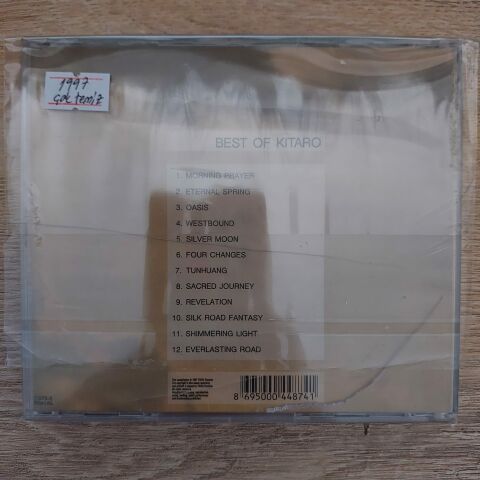 1997
çok temiz
BEST OF KITARO
1. MORNING PRAYER
2. ETERNAL SPRING
3. OASIS
4. WESTBOUND
5. SILVER MOON
6. FOUR CHANGES
7. TUNHUANG
8. SACRED JOURNEY
9. REVELATION
10. SILK ROAD FANTASY
11. SHIMMERING LIGHT
12. EVERLASTING ROAD
8 695000 448741